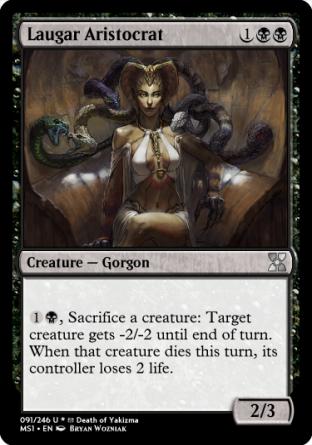 Laugar Aristocrat 1
Creature — Gorgon
1, Sacrifice a creature: Target
creature gets -2/-2 until end of turn.
When that creature dies this turn, its
controller loses 2 life.
091/246 U * Death of Yakizma
MS1 • EN Bryan Wozniak
2/3